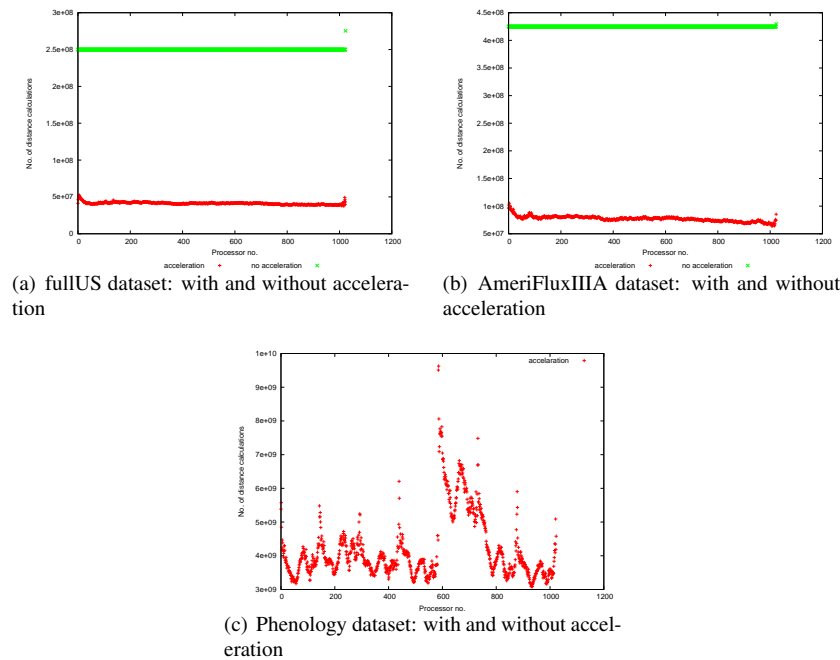 3e+08
2.5e+08
2e+08
1.5e+08
1e+08
5e+07
0
No. of distance calculations
0 200 400 600 800 1000 1200
Processor no.
acceleration + no acceleration ×
(a) fullUS dataset: with and without accelera-
tion
4.5e+08
4e+08
3.5e+08
3e+08
2.5e+08
2e+08
1.5e+08
1e+08
5e+07
No. of distance calculations
0 200 400 600 800 1000 1200
Processor no.
acceleration + no acceleration ×
(b) AmeriFluxIIIA dataset: with and without
acceleration
1e+10
9e+09
8e+09
7e+09
6e+09
5e+09
4e+09
3e+09
No. of distance calculations
accelaration +
0 200 400 600 800 1000 1200
Processor no.
(c) Phenology dataset: with and without accel-
eration